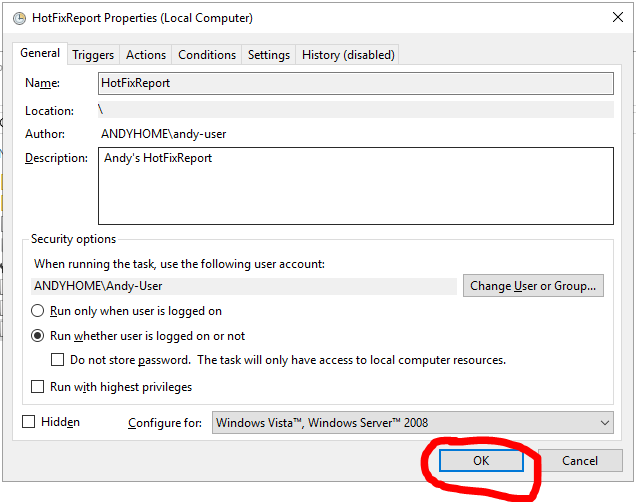 HotFixReport Properties (Local Computer)
General Triggers Actions Conditions Settings History (disabled)
Name: HotFixReport
Location: \
Author: ANDYHOME\andy-user
Description: Andy's HotFixReport
Security options
When running the task, use the following user account:
ANDYHOME\Andy-User Change User or Group...
Run only when user is logged on
Run whether user is logged on or not
Do not store password. The task will only have access to local computer resources.
Run with highest privileges
Hidden Configure for: Windows Vista™, Windows Server™ 2008
OK Cancel